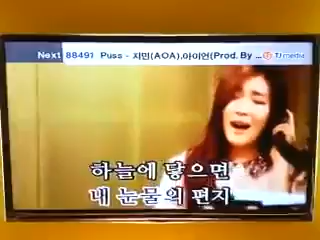 Next 88491 Puss - 지민(AOA),아이언(Prod. By ... TJ media
하늘에 닿으면
내 눈물의 편지